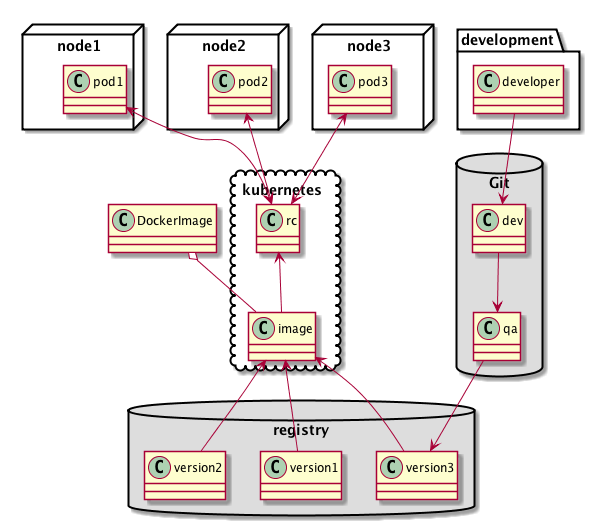 node1
node2
node3
development
C pod1
C pod2
C pod3
C developer
kubernetes
Git
C DockerImage
C rc
C dev
C image
C qa
registry
C version2
C version1
C version3